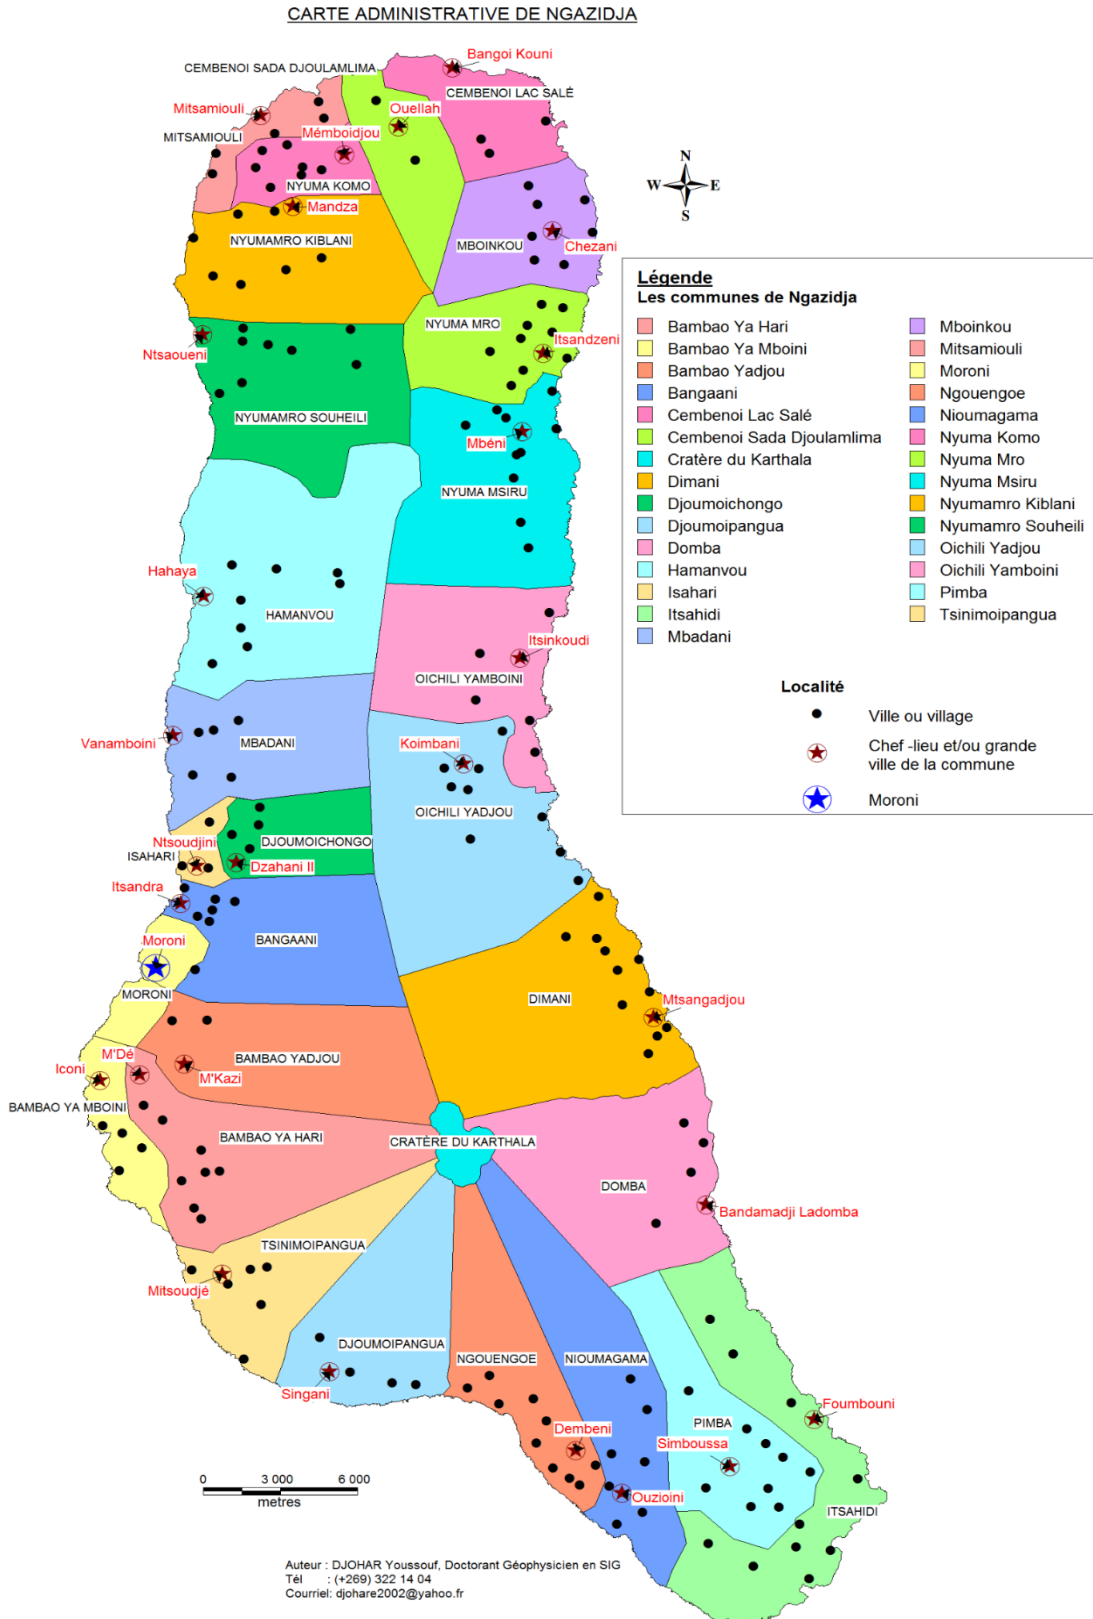 CARTE ADMINISTRATIVE DE NGAZIDJA
Bangoi Kouni
CEMBENOI SADA DJOULAMLIMA
CEMBENOI LAC SALÉ
Mitsamiouli
Ouellah
MITSAMIOULI
Mémboidjou
NYUMA KOMO
Mandza
NYUMAMRO KIBLANI
MBOINKOU
Chezani
N
W
E
S
NYUMA MRO
Itsandzeni
Ntsaoueni
NYUMAMRO SOUHEILI
Mbéni
NYUMA MSIRU
Hahaya
HAMANVOU
Itsinkoudi
OICHILI YAMBOINI
Vanamboini
MBADANI
Koimbani
OICHILI YADJOU
Ntsoudjini
ISAHARI
DJOUMOICHONGO
Dzahani II
Itsandra
Moroni
BANGAANI
MORONI
DIMANI
Mtsangadjou
M'Dé
Iconi
M'Kazi
BAMBAO YADJOU
BAMBAO YA MBOINI
BAMBAO YA HARI
CRATÈRE DU KARTHALA
DOMBA
Bandamadji Ladomba
TSINIMOIPANGUA
Mitsoudjé
DJOUMOIPANGUA
Singani
NGOUENGOE
NIOUMAGAMA
Dembeni
Ouzioini
PIMBA
Simboussa
Foumbouni
ITSAHIDI
Légende
Les communes de Ngazidja
Bambao Ya Hari
Bambao Ya Mboini
Bambao Yadjou
Bangaani
Cembenoi Lac Salé
Cembenoi Sada Djoulamlima
Cratère du Karthala
Dimani
Djoumoichongo
Djoumoipangua
Domba
Hamanvou
Isahari
Itsahidi
Mbadani
Mboinkou
Mitsamiouli
Moroni
Ngouengoe
Nioumagama
Nyuma Komo
Nyuma Mro
Nyuma Msiru
Nyumamro Kiblani
Nyumamro Souheili
Oichili Yadjou
Oichili Yamboini
Pimba
Tsinimoipangua
Localité
Ville ou village
Chef -lieu et/ou grande
ville de la commune
Moroni
0 3 000 6 000
metres
Auteur : DJOHAR Youssouf, Doctorant Géophysicien en SIG
Tél : (+269) 322 14 04
Courriel: djohare2002@yahoo.fr